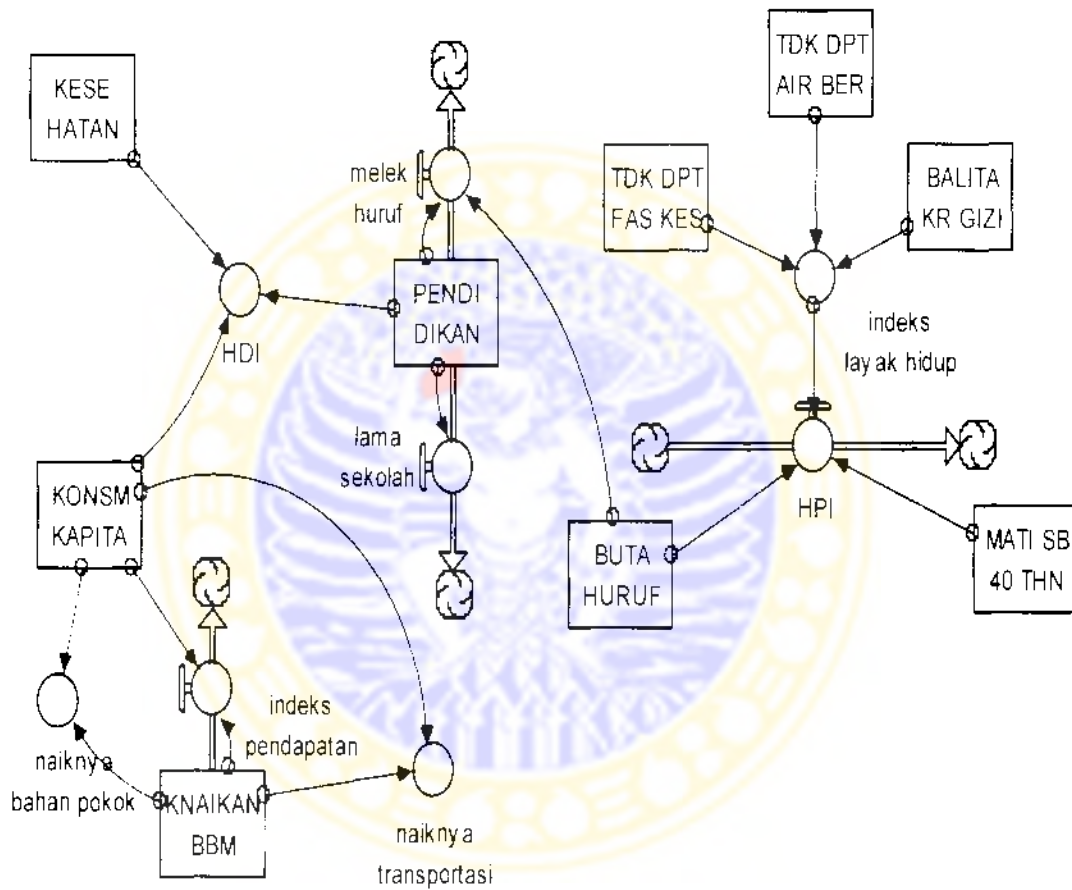 KESE
HATAN
TDK DPT
AIR BER
melek
huruf
TDK DPT
FAS KES
BALITA
KR GIZI
PENDI
DIKAN
HDI
indeks
layak hidup
lama
sekolah
KONSM
KAPITA
HPI
BUTA
HURUF
MATI SB
40 THN
indeks
pendapatan
naiknya
bahan pokok
KNAIKAN
BBM
naiknya
transportasi